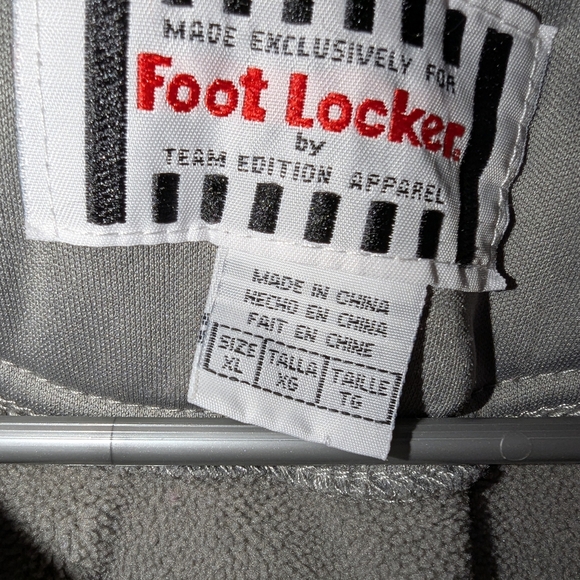 MADE EXCLUSIVELY FOR
Foot Locker.
by
TEAM EDITION APPAREL
MADE IN CHINA
HECHO EN CHINA
FAIT EN CHINE
SIZE TALLA TAILLE
XL XG TG